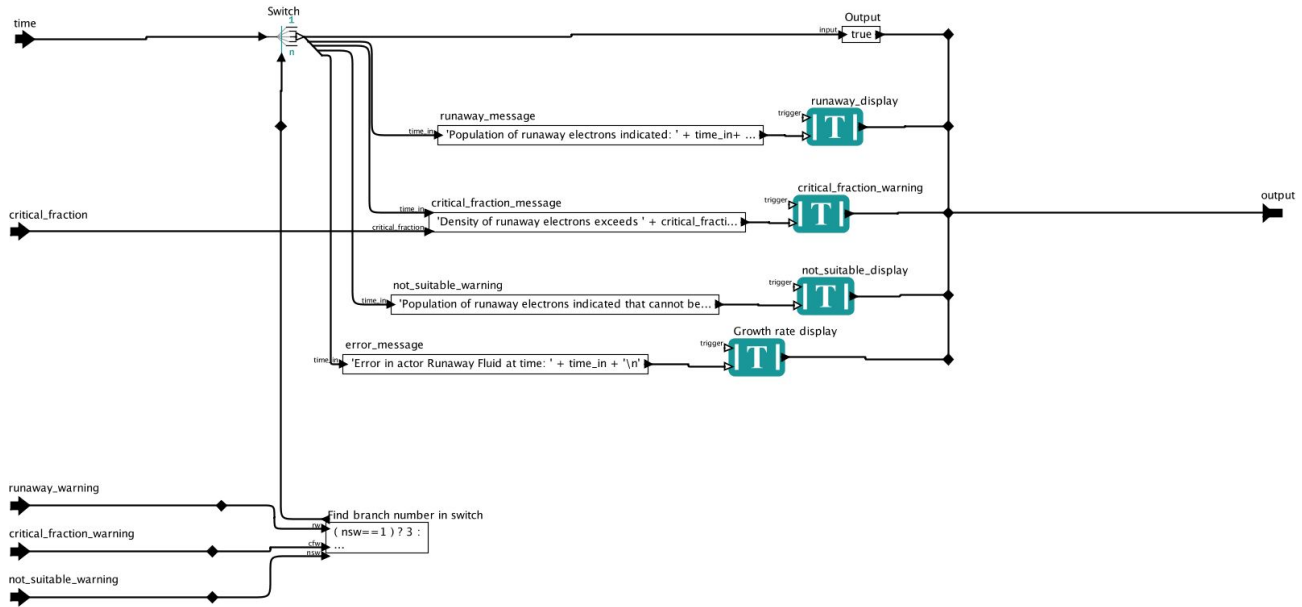 time
Switch
1
n
Output
input
true
runaway_message
time_in
'Population of runaway electrons indicated: ' + time_in+ ...
runaway_display
trigger
T
critical_fraction
critical_fraction_message
time_in
critical_fraction
'Density of runaway electrons exceeds ' + critical_fracti...
critical_fraction_warning
trigger
T
output
not_suitable_warning
time_in
'Population of runaway electrons indicated that cannot be...
not_suitable_display
trigger
T
error_message
time_in
'Error in actor Runaway Fluid at time: ' + time_in + '\n'
Growth rate display
trigger
T
runaway_warning
critical_fraction_warning
not_suitable_warning
Find branch number in switch
rw
cfw
nsw
( nsw==1 ) ? 3 :
...